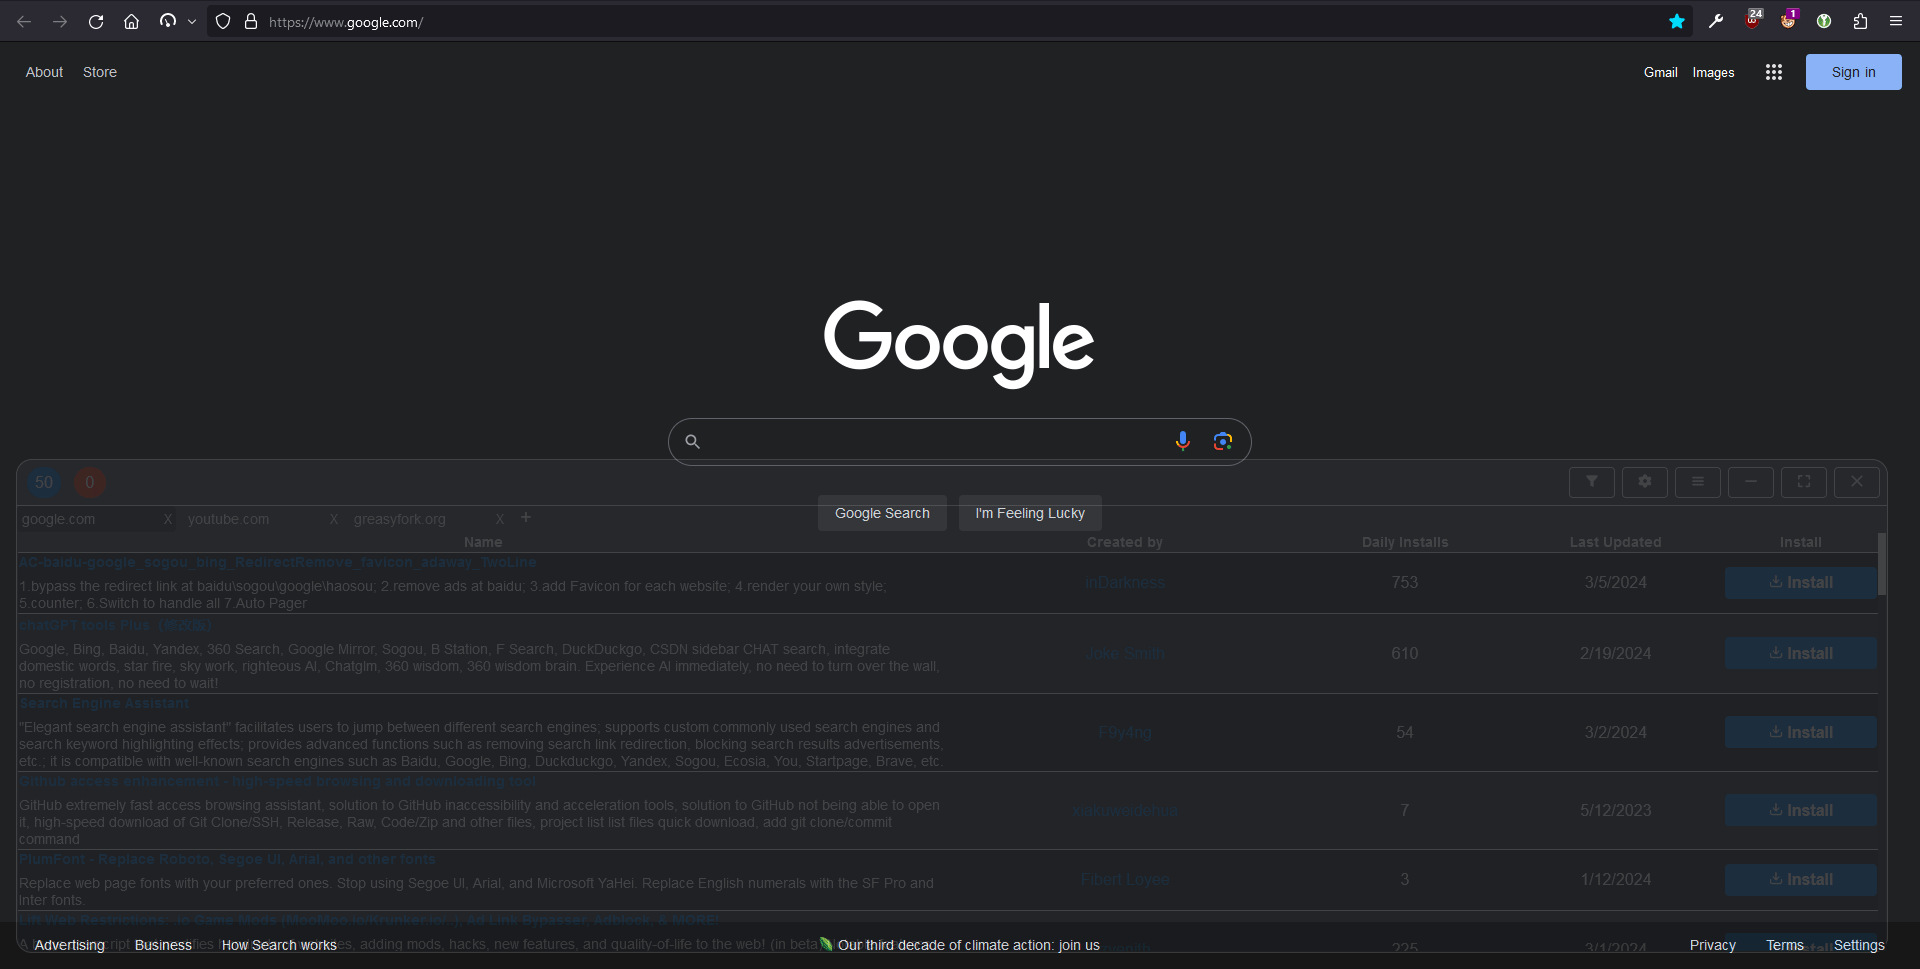 https://www.google.com/
24
1
About Store
Gmail Images Sign in
Google
50 0
Google Search I'm Feeling Lucky
google.com X youtube.com X greasyfork.org X +
Name Created by Daily Installs Last Updated Install
AC-baidu-google_sogou_bing_RedirectRemove_favicon_adaway_TwoLine
1.bypass the redirect link at baidu\sogou\google\haosou; 2.remove ads at baidu; 3.add Favicon for each website; 4.render your own style;
5.counter; 6.Switch to handle all 7.Auto Pager
inDarkness 753 3/5/2024 Install
chatGPT tools Plus
Google, Bing, Baidu, Yandex, 360 Search, Google Mirror, Sogou, B Station, F Search, DuckDuckgo, CSDN sidebar CHAT search, integrate
domestic words, star fire, sky work, righteous AI, Chatglm, 360 wisdom, 360 wisdom brain. Experience AI immediately, no need to turn over the wall,
no registration, no need to wait!
Joke Smith 610 2/19/2024 Install
Search Engine Assistant
"Elegant search engine assistant" facilitates users to jump between different search engines; supports custom commonly used search engines and
search keyword highlighting effects; provides advanced functions such as removing search link redirection, blocking search results advertisements,
etc.; it is compatible with well-known search engines such as Baidu, Google, Bing, Duckduckgo, Yandex, Sogou, Ecosia, You, Startpage, Brave, etc.
F9y4ng 54 3/2/2024 Install
Github access enhancement - high-speed browsing and downloading tool
GitHub extremely fast access browsing assistant, solution to GitHub inaccessibility and acceleration tools, solution to GitHub not being able to open
it, high-speed download of Git Clone/SSH, Release, Raw, Code/Zip and other files, project list list files quick download, add git clone/commit
command
7 5/12/2023 Install
PlumFont - Replace Roboto, Segoe UI, Arial, and other fonts
Replace web page fonts with your preferred ones. Stop using Segoe UI, Arial, and Microsoft YaHei. Replace English numerals with the SF Pro and
Inter fonts.
Fibert Loyee 3 1/12/2024 Install
Lift Web Restrictions: .io Game Mods (MooMoo.io/Krunker.io/..), Ad Link Bypasser, Adblock, & MORE!
adding mods, hacks, new features, and quality-of-life to the web! (in beta
225 3/1/2024 Install
Advertising Business How Search works
Our third decade of climate action: join us
Privacy Terms Settings